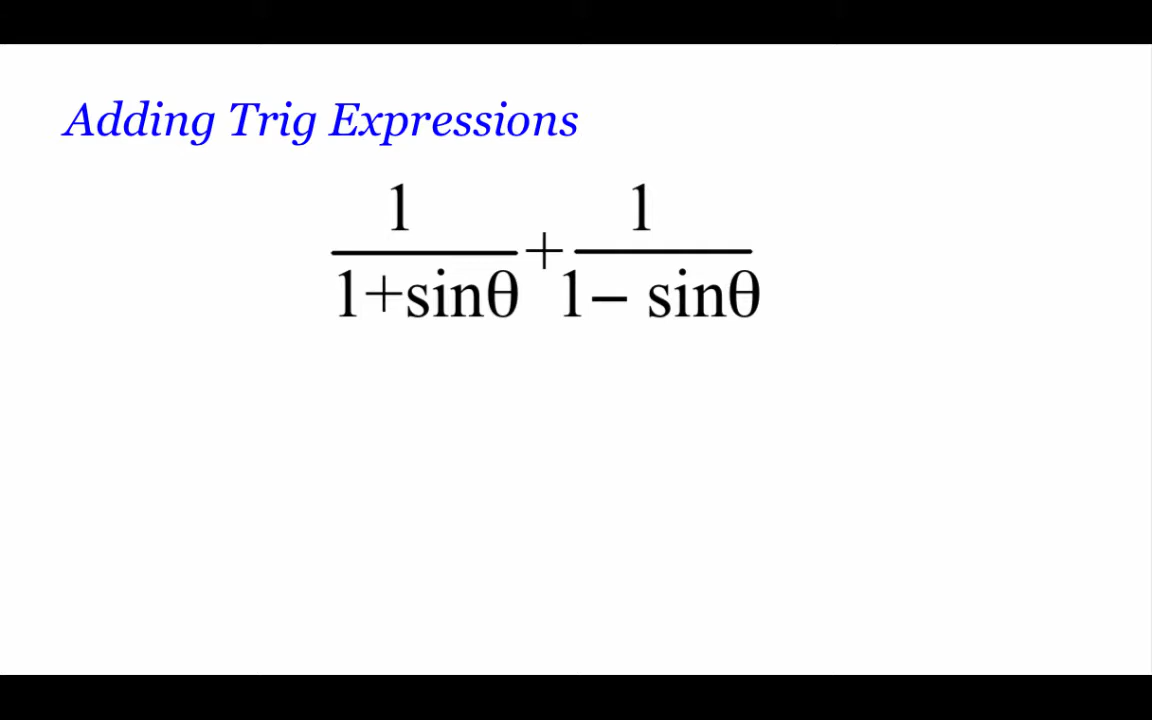 Adding Trig Expressions
1/(1+sinθ) + 1/(1– sinθ)